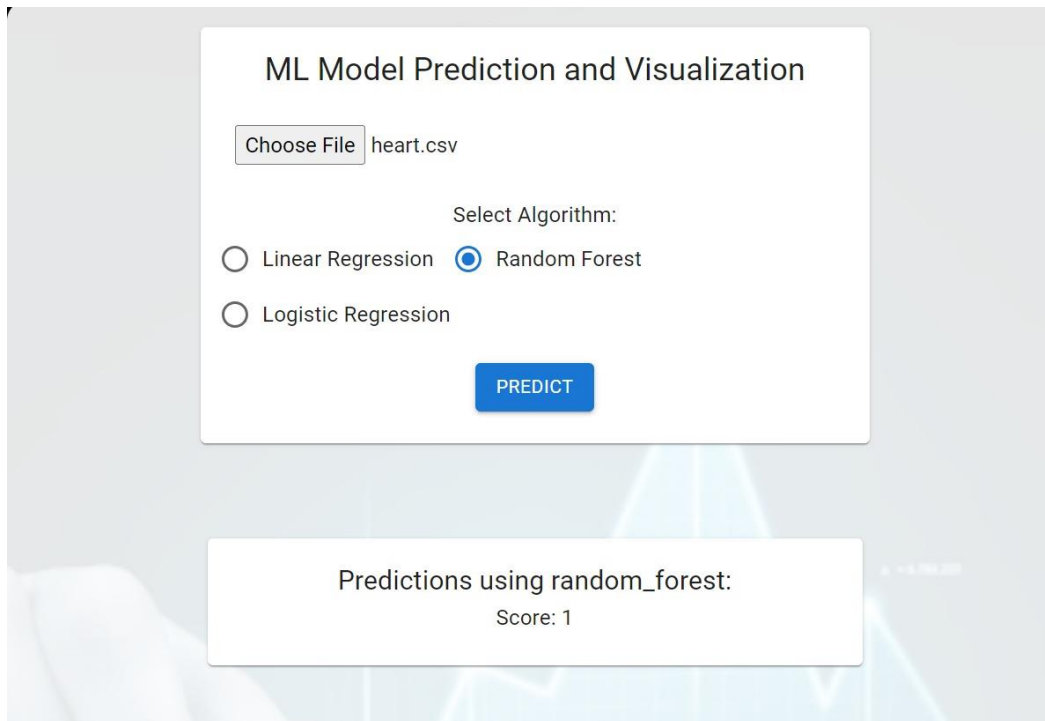 ML Model Prediction and Visualization
Choose File heart.csv
Select Algorithm:
Linear Regression Random Forest
Logistic Regression
PREDICT
Predictions using random_forest:
Score: 1